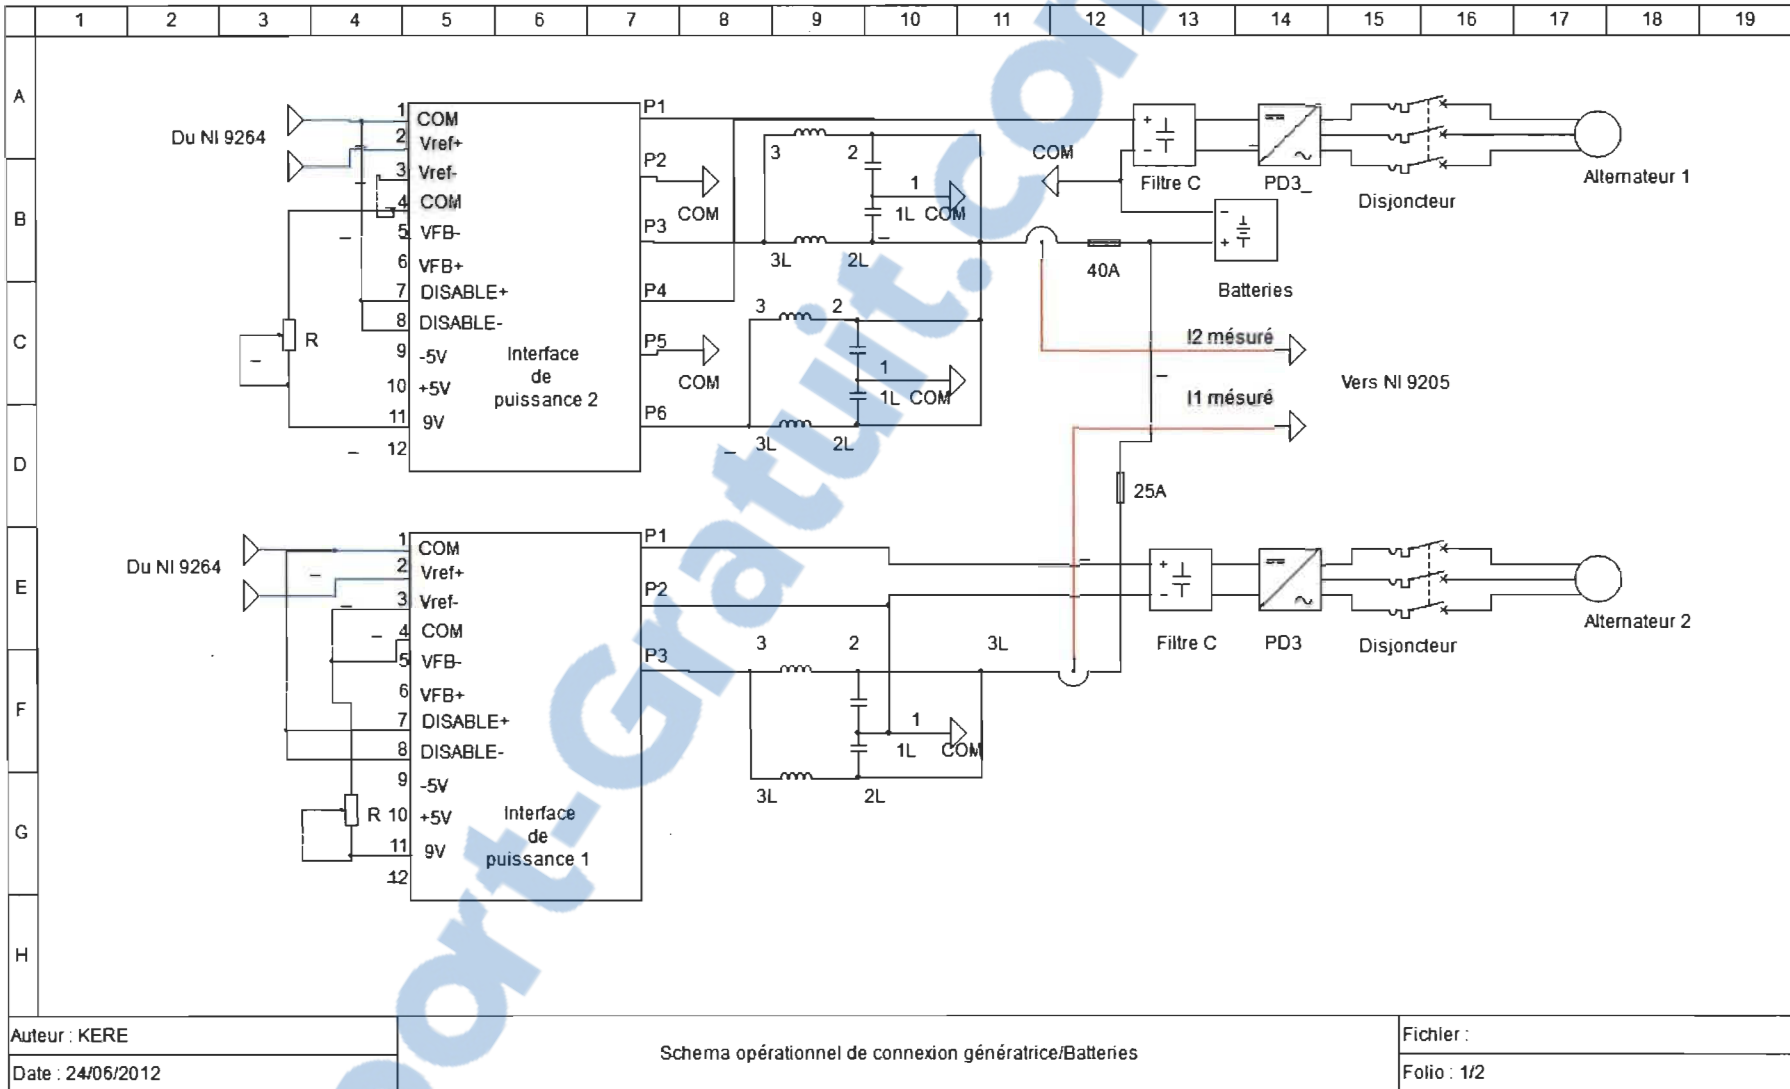 1 2 3 4 5 6 7 8 9 10 11 12 13 14 15 16 17 18 19
A
B
C
D
E
F
G
H
Du NI 9264
1 COM
2 Vref+
3 Vref-
4 COM
5 VFB-
6 VFB+
7 DISABLE+
8 DISABLE-
9 -5V
10 +5V
11 9V
12
R
Interface
de
puissance 2
P1
P2
COM
P3
P4
P5
COM
P6
3 2
1
1L COM
3L 2L
3 2
1
1L COM
3L 2L
COM
40A
+
-
Filtre C
PD3_
Disjoncteur
Alternateur 1
-
+
Batteries
I2 mésuré
I1 mésuré
Vers NI 9205
25A
Du NI 9264
1 COM
2 Vref+
3 Vref-
4 COM
5 VFB-
6 VFB+
7 DISABLE+
8 DISABLE-
9 -5V
R 10 +5V
11 9V
12
Interface
de
puissance 1
P1
P2
P3
3 2 3L
1
1L COM
3L 2L
+
-
Filtre C
PD3
Disjoncteur
Alternateur 2
Auteur : KERE
Date : 24/06/2012
Schema opérationnel de connexion génératrice/Batteries
Fichier :
Folio : 1/2
ort-Gratuit.com